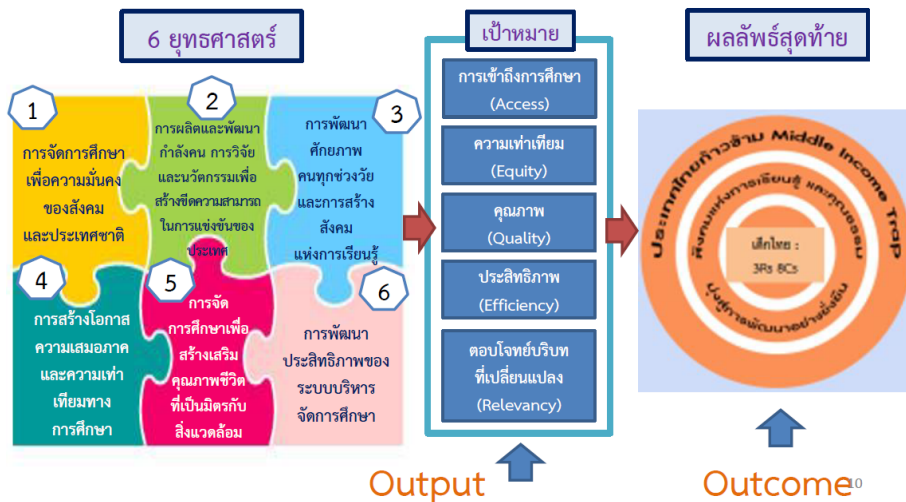 6 ยุทธศาสตร์
1
การจัดการศึกษา
เพื่อความมั่นคง
ของสังคม
และประเทศชาติ
2
การผลิตและพัฒนา
กำลังคน การวิจัย
และนวัตกรรมเพื่อ
สร้างขีดความสามารถ
ในการแข่งขันของ
ประเทศ
3
การพัฒนา
ศักยภาพ
คนทุกช่วงวัย
และการสร้าง
สังคม
แห่งการเรียนรู้
4
การสร้างโอกาส
ความเสมอภาค
และความเท่า
เทียมทาง
การศึกษา
5
การจัด
การศึกษาเพื่อ
สร้างเสริม
คุณภาพชีวิต
ที่เป็นมิตรกับ
สิ่งแวดล้อม
6
การพัฒนา
ประสิทธิภาพของ
ระบบบริหาร
จัดการศึกษา
เป้าหมาย
การเข้าถึงการศึกษา
(Access)
ความเท่าเทียม
(Equity)
คุณภาพ
(Quality)
ประสิทธิภาพ
(Efficiency)
ตอบโจทย์บริบท
ที่เปลี่ยนแปลง
(Relevancy)
Output
ผลลัพธ์สุดท้าย
ประเทศไทยก้าวข้าม Middle Income Trap
สังคมแห่งการเรียนรู้ และคุณธรรม
เด็กไทย :
3Rs 8Cs
มุ่งสู่การพัฒนาอย่างยั่งยืน
Outcome
10